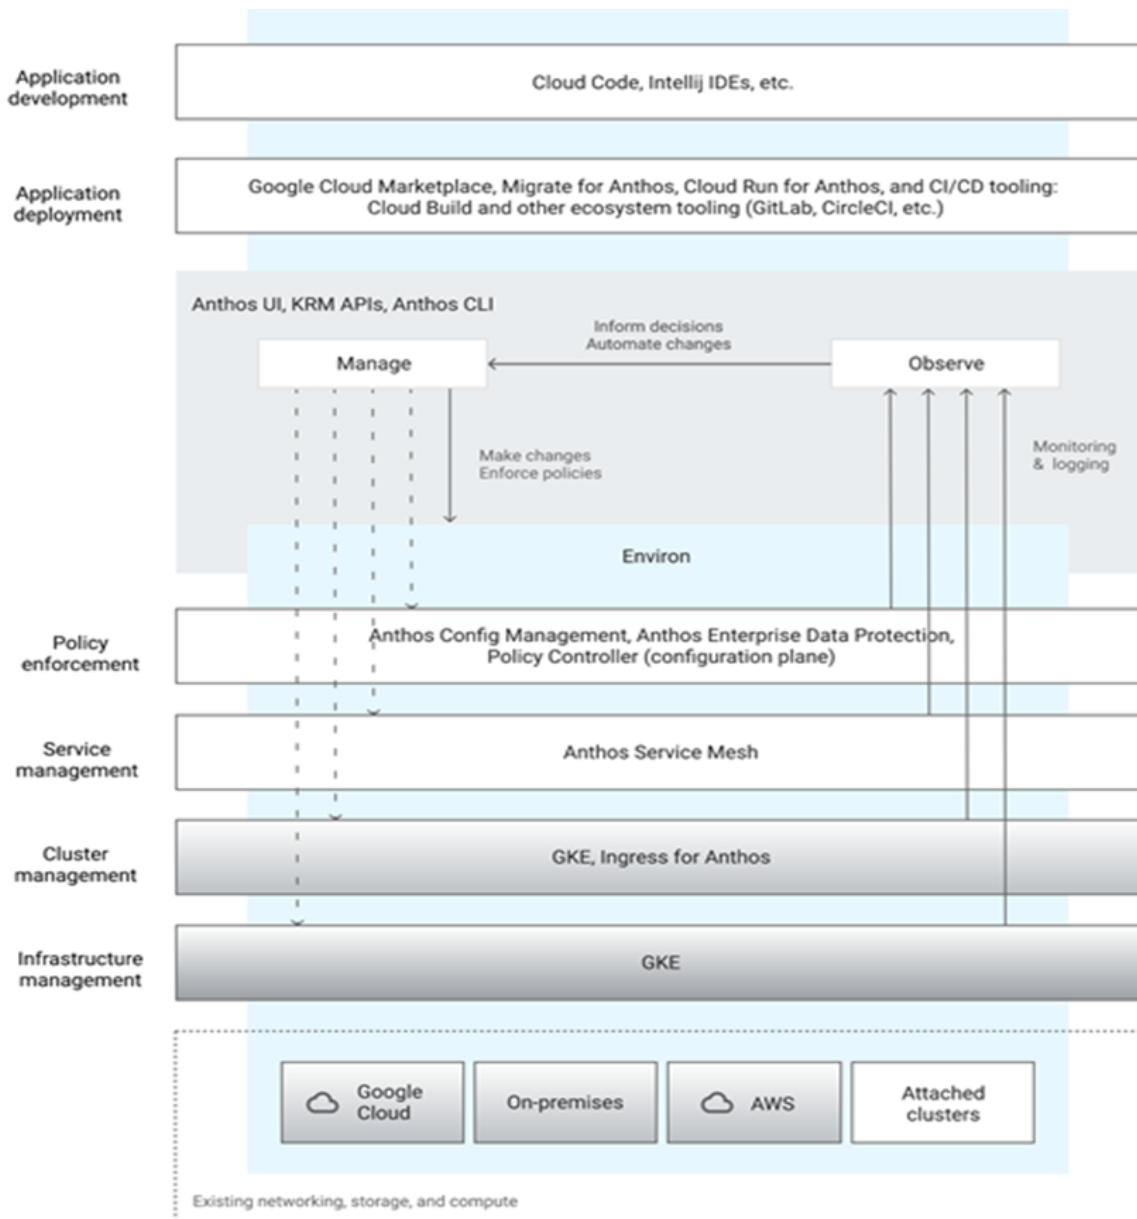 Application
development
Cloud Code, Intellij IDEs, etc.
Application
deployment
Google Cloud Marketplace, Migrate for Anthos, Cloud Run for Anthos, and CI/CD tooling:
Cloud Build and other ecosystem tooling (GitLab, CircleCI, etc.)
Anthos UI, KRM APIs, Anthos CLI
Manage
Inform decisions
Automate changes
Observe
Make changes
Enforce policies
Monitoring
& logging
Environ
Policy
enforcement
Anthos Config Management, Anthos Enterprise Data Protection,
Policy Controller (configuration plane)
Service
management
Anthos Service Mesh
Cluster
management
GKE, Ingress for Anthos
Infrastructure
management
GKE
Google
Cloud
On-premises
AWS
Attached
clusters
Existing networking, storage, and compute